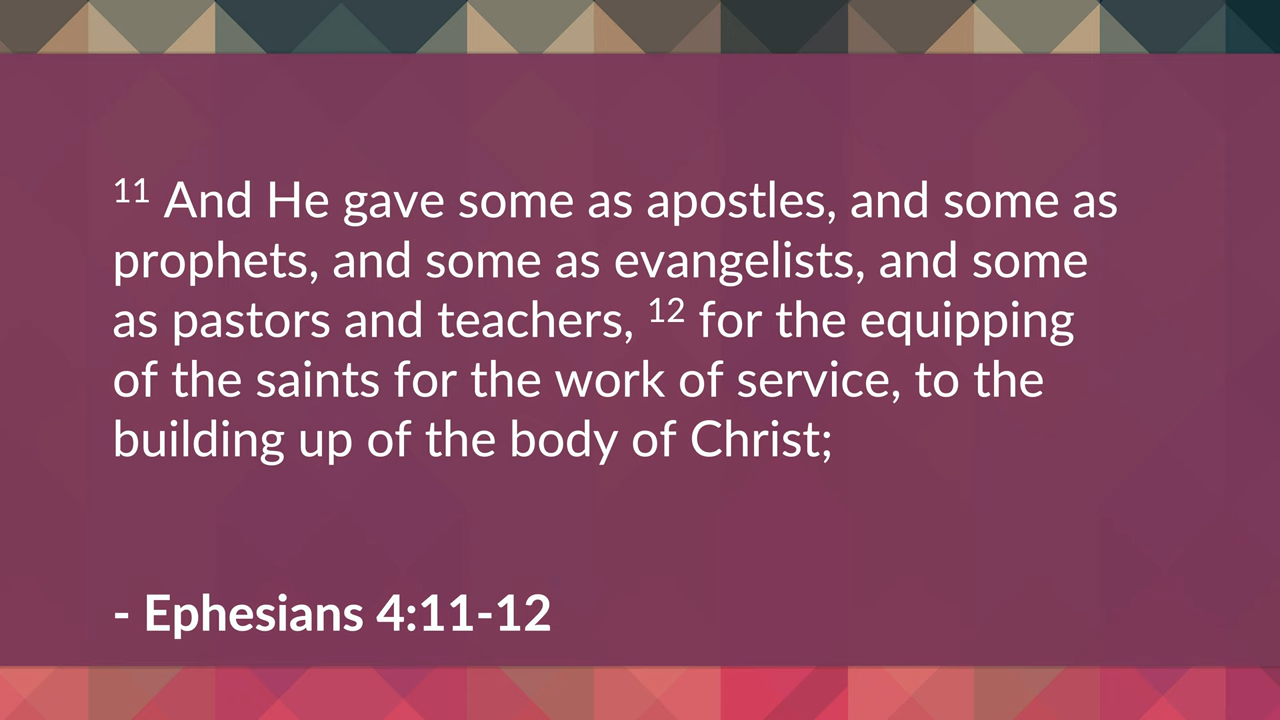 11 And He gave some as apostles, and some as
prophets, and some as evangelists, and some
as pastors and teachers, 12 for the equipping
of the saints for the work of service, to the
building up of the body of Christ;
- Ephesians 4:11-12